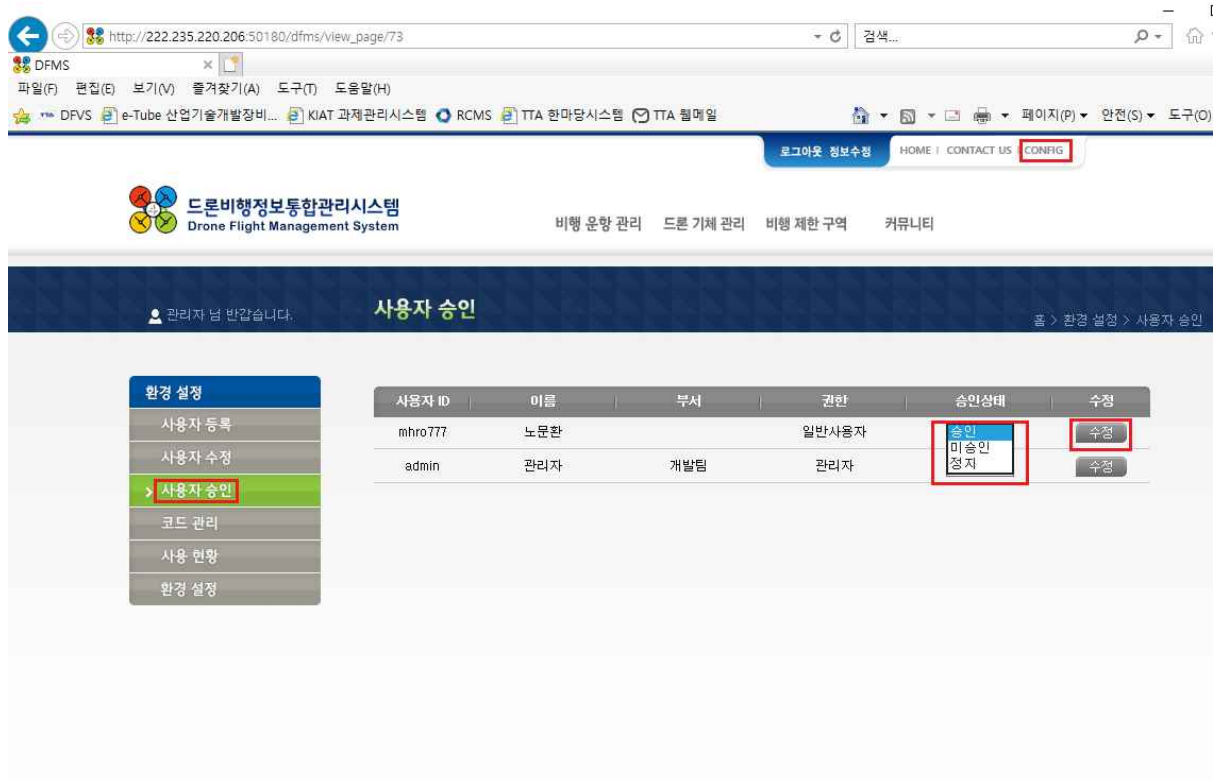 http://222.235.220.206:50180/dfms/view_page/73 검색...
DFMS
파일(F) 편집(E) 보기(V) 즐겨찾기(A) 도구(T) 도움말(H)
DFVS e-Tube 산업기술개발장비... KIAT 과제관리시스템 RCMS TTA 한마당시스템 TTA 웹메일 페이지(P) 안전(S) 도구(O)
로그아웃 정보수정 HOME | CONTACT US | CONFIG
드론비행정보통합관리시스템
Drone Flight Management System
비행 운항 관리 드론 기체 관리 비행 제한 구역 커뮤니티
관리자 님 반갑습니다. 사용자 승인
홈 > 환경 설정 > 사용자 승인
환경 설정
사용자 등록
사용자 수정
사용자 승인
코드 관리
사용 현황
환경 설정
사용자 ID 이름 부서 권한 승인상태 수정
mhro777 노문환 일반사용자 승인 수정
미승인
정지
admin 관리자 개발팀 관리자 수정